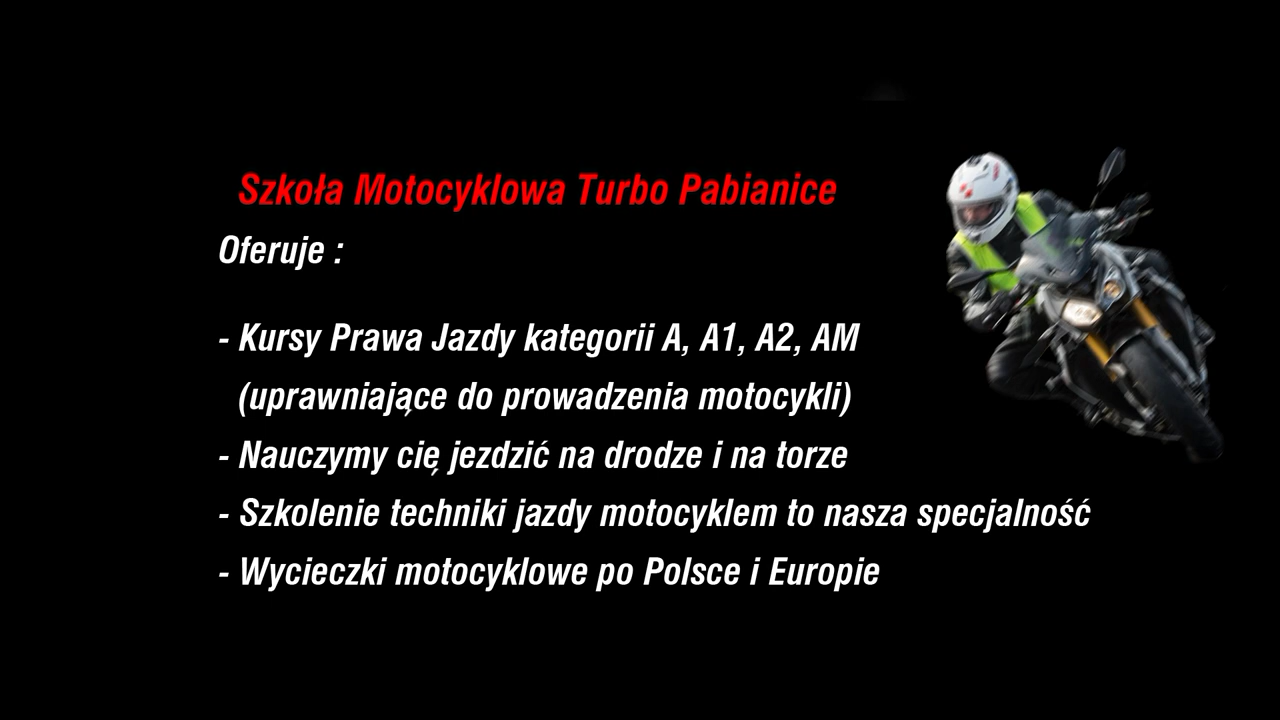 Szkoła Motocyklowa Turbo Pabianice
Oferuje :
- Kursy Prawa Jazdy kategorii A, A1, A2, AM
(uprawniające do prowadzenia motocykli)
- Nauczymy cię jezdzić na drodze i na torze
- Szkolenie techniki jazdy motocyklem to nasza specjalność
- Wycieczki motocyklowe po Polsce i Europie